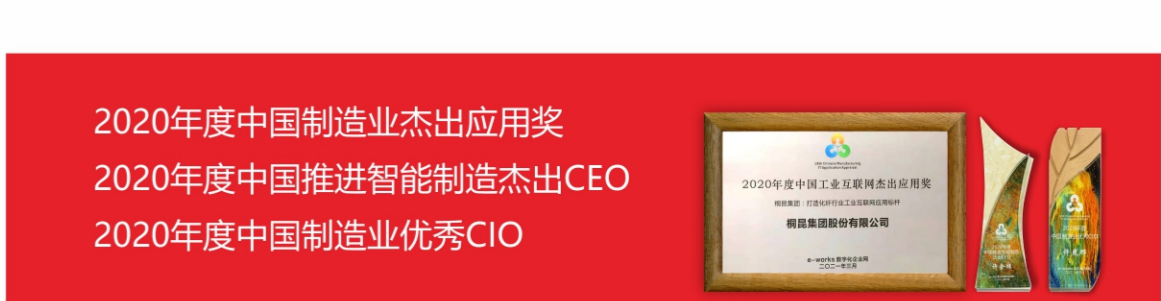 2020年度中国制造业杰出应用奖
2020年度中国推进智能制造杰出CEO
2020年度中国制造业优秀CIO
2020年度中国工业互联网杰出应用奖
桐昆集团：打造化纤行业工业互联网应用标杆
桐昆集团股份有限公司
e-works 数字化企业网
二〇二一年三月